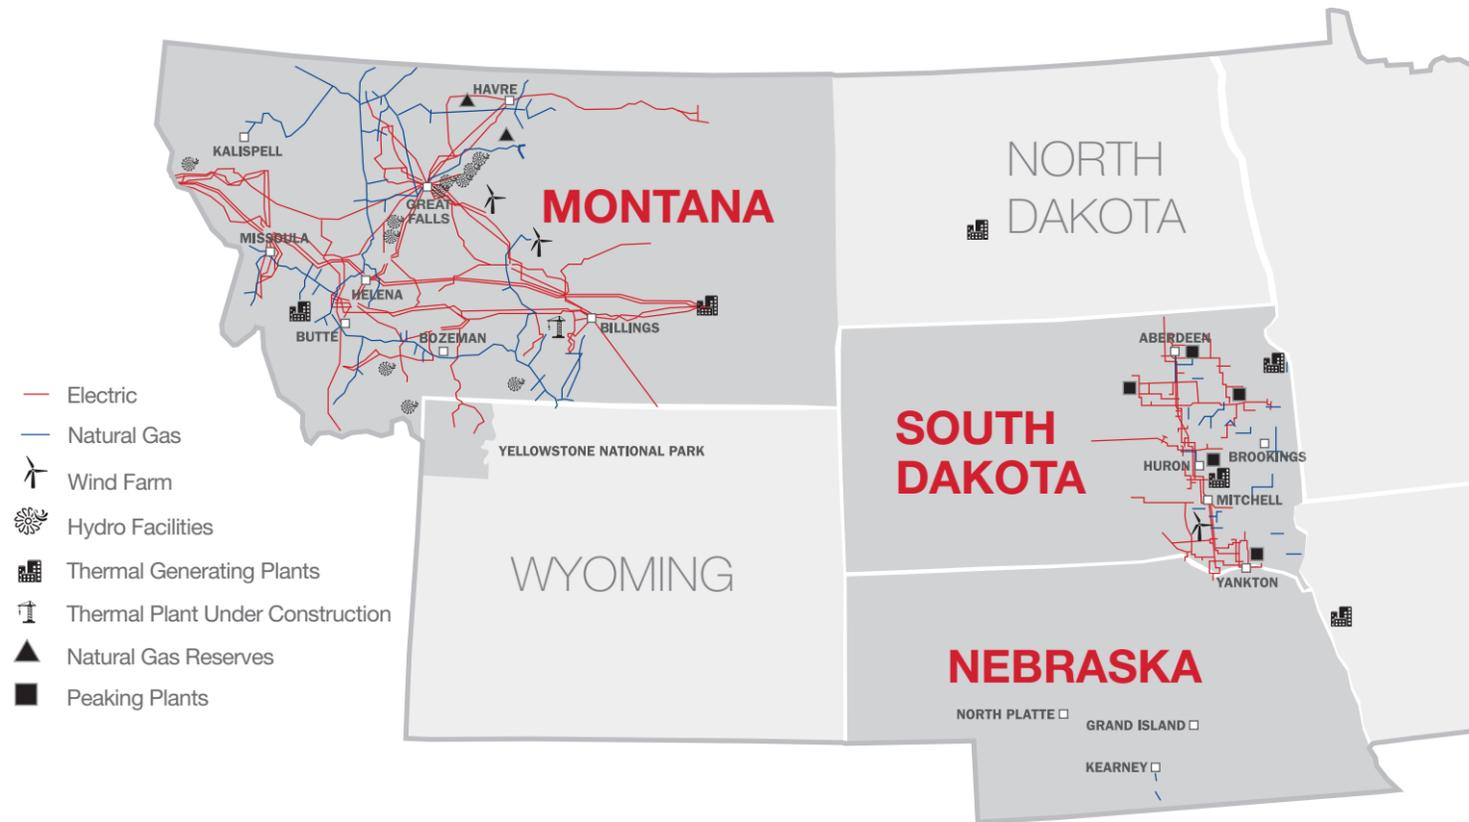 HAVRE
KALISPELL
GREAT
FALLS
MONTANA
MISSOULA
HELENA
BUTTE
BOZEMAN
BILLINGS
YELLOWSTONE NATIONAL PARK
WYOMING
NORTH
DAKOTA
ABERDEEN
SOUTH
DAKOTA
HURON
BROOKINGS
MITCHELL
YANKTON
NEBRASKA
NORTH PLATTE
GRAND ISLAND
KEARNEY
Electric
Natural Gas
Wind Farm
Hydro Facilities
Thermal Generating Plants
Thermal Plant Under Construction
Natural Gas Reserves
Peaking Plants